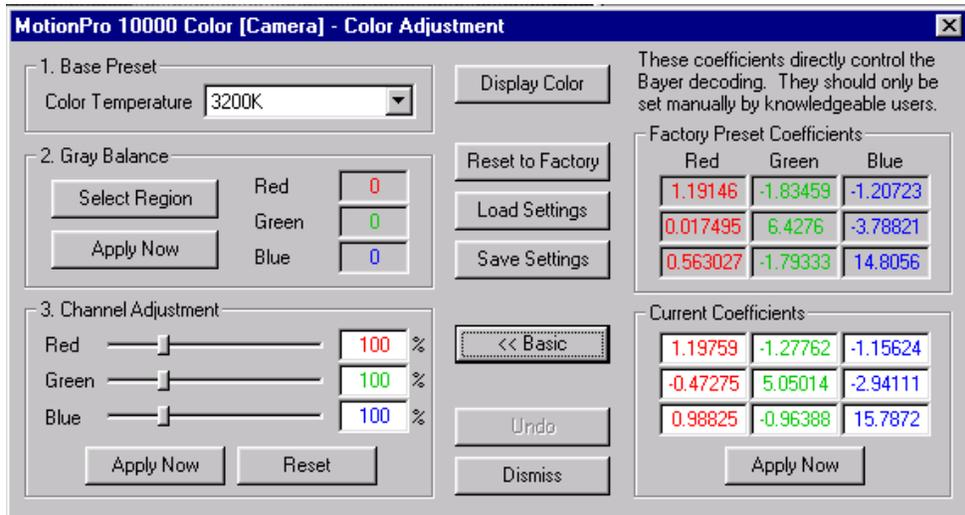 MotionPro 10000 Color [Camera] - Color Adjustment
1. Base Preset
Color Temperature 3200K
2. Gray Balance
Select Region
Apply Now
Red 0
Green 0
Blue 0
3. Channel Adjustment
Red 100 %
Green 100 %
Blue 100 %
Apply Now Reset
Display Color
Reset to Factory
Load Settings
Save Settings
<< Basic
Undo
Dismiss
These coefficients directly control the
Bayer decoding. They should only be
set manually by knowledgeable users.
Factory Preset Coefficients
Red Green Blue
1.19146 -1.83459 -1.20723
0.017495 6.4276 -3.78821
0.563027 -1.79333 14.8056
Current Coefficients
1.19759 -1.27762 -1.15624
-0.47275 5.05014 -2.94111
0.98825 -0.96388 15.7872
Apply Now